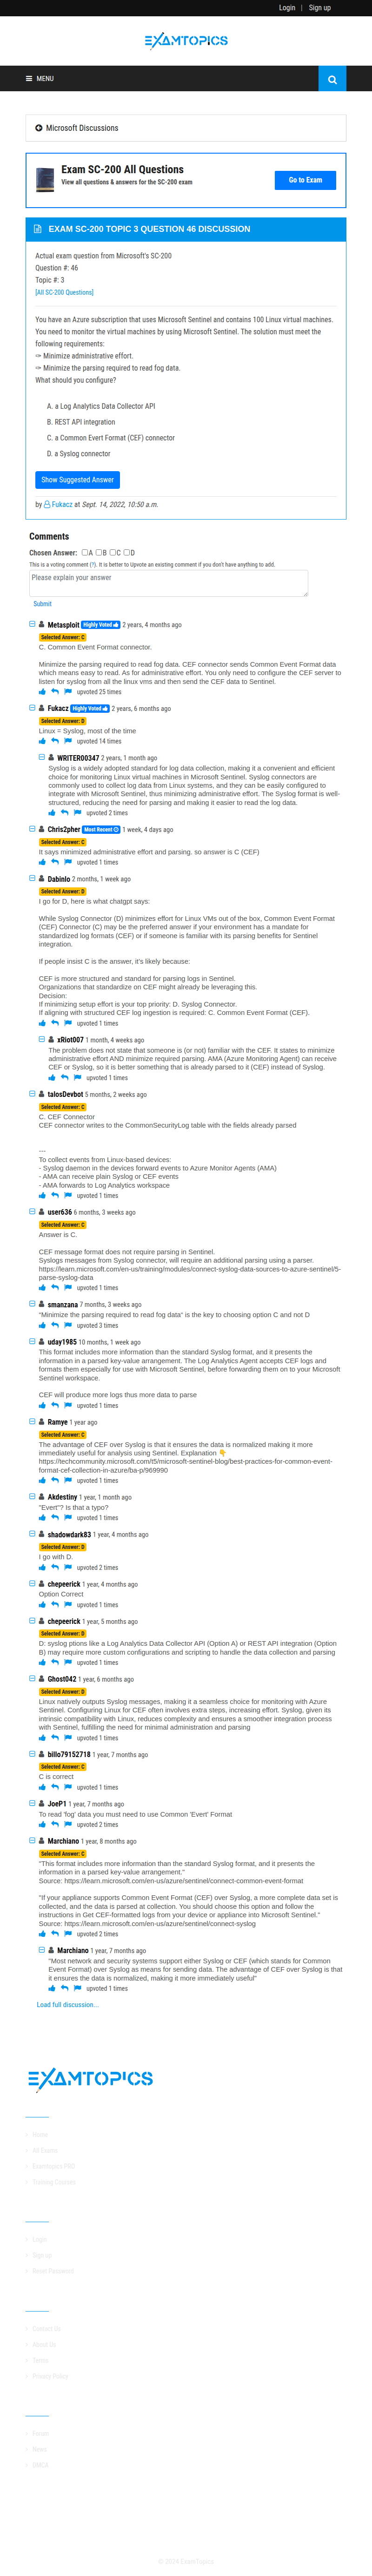 Login | Sign up
EXAMTOPICS
MENU
Microsoft Discussions
Exam SC-200 All Questions
View all questions & answers for the SC-200 exam
Go to Exam
EXAM SC-200 TOPIC 3 QUESTION 46 DISCUSSION
Actual exam question from Microsoft's SC-200
Question #: 46
Topic #: 3
[All SC-200 Questions]
You have an Azure subscription that uses Microsoft Sentinel and contains 100 Linux virtual machines.
You need to monitor the virtual machines by using Microsoft Sentinel. The solution must meet the
following requirements:
⇨ Minimize administrative effort.
⇨ Minimize the parsing required to read fog data.
What should you configure?
A. a Log Analytics Data Collector API
B. REST API integration
C. a Common Evert Format (CEF) connector
D. a Syslog connector
Show Suggested Answer
by Fukacz at Sept. 14, 2022, 10:50 a.m.
Comments
Chosen Answer: A B C D
This is a voting comment (?). It is better to Upvote an existing comment if you don't have anything to add.
Please explain your answer
Submit
Metasploit Highly Voted 2 years, 4 months ago
Selected Answer: C
C. Common Event Format connector.
Minimize the parsing required to read fog data. CEF connector sends Common Event Format data
which means easy to read. As for administrative effort. You only need to configure the CEF server to
listen for syslog from all the linux vms and then send the CEF data to Sentinel.
upvoted 25 times
Fukacz Highly Voted 2 years, 6 months ago
Selected Answer: D
Linux = Syslog, most of the time
upvoted 14 times
WRITER00347 2 years, 1 month ago
Syslog is a widely adopted standard for log data collection, making it a convenient and efficient
choice for monitoring Linux virtual machines in Microsoft Sentinel. Syslog connectors are
commonly used to collect log data from Linux systems, and they can be easily configured to
integrate with Microsoft Sentinel, thus minimizing administrative effort. The Syslog format is well-
structured, reducing the need for parsing and making it easier to read the log data.
upvoted 2 times
Chris2pher Most Recent 1 week, 4 days ago
Selected Answer: C
It says minimized administrative effort and parsing. so answer is C (CEF)
upvoted 1 times
Dabinlo 2 months, 1 week ago
Selected Answer: D
I go for D, here is what chatgpt says:
While Syslog Connector (D) minimizes effort for Linux VMs out of the box, Common Event Format
(CEF) Connector (C) may be the preferred answer if your environment has a mandate for
standardized log formats (CEF) or if someone is familiar with its parsing benefits for Sentinel
integration.
If people insist C is the answer, it's likely because:
CEF is more structured and standard for parsing logs in Sentinel.
Organizations that standardize on CEF might already be leveraging this.
Decision:
If minimizing setup effort is your top priority: D. Syslog Connector.
If aligning with structured CEF log ingestion is required: C. Common Event Format (CEF).
upvoted 1 times
xRiot007 1 month, 4 weeks ago
The problem does not state that someone is (or not) familiar with the CEF. It states to minimize
administrative effort AND minimize required parsing. AMA (Azure Monitoring Agent) can receive
CEF or Syslog, so it is better something that is already parsed to it (CEF) instead of Syslog.
upvoted 1 times
talosDevbot 5 months, 2 weeks ago
Selected Answer: C
C. CEF Connector
CEF connector writes to the CommonSecurityLog table with the fields already parsed
---
To collect events from Linux-based devices:
- Syslog daemon in the devices forward events to Azure Monitor Agents (AMA)
- AMA can receive plain Syslog or CEF events
- AMA forwards to Log Analytics workspace
upvoted 1 times
user636 6 months, 3 weeks ago
Selected Answer: C
Answer is C.
CEF message format does not require parsing in Sentinel.
Syslogs messages from Syslog connector, will require an additional parsing using a parser.
https://learn.microsoft.com/en-us/training/modules/connect-syslog-data-sources-to-azure-sentinel/5-
parse-syslog-data
upvoted 1 times
smanzana 7 months, 3 weeks ago
"Minimize the parsing required to read fog data" is the key to choosing option C and not D
upvoted 3 times
uday1985 10 months, 1 week ago
This format includes more information than the standard Syslog format, and it presents the
information in a parsed key-value arrangement. The Log Analytics Agent accepts CEF logs and
formats them especially for use with Microsoft Sentinel, before forwarding them on to your Microsoft
Sentinel workspace.
CEF will produce more logs thus more data to parse
upvoted 1 times
Ramye 1 year ago
Selected Answer: C
The advantage of CEF over Syslog is that it ensures the data is normalized making it more
immediately useful for analysis using Sentinel. Explanation 👇
https://techcommunity.microsoft.com/t5/microsoft-sentinel-blog/best-practices-for-common-event-
format-cef-collection-in-azure/ba-p/969990
upvoted 1 times
Akdestiny 1 year, 1 month ago
"Evert"? Is that a typo?
upvoted 1 times
shadowdark83 1 year, 4 months ago
Selected Answer: D
I go with D.
upvoted 2 times
chepeerick 1 year, 4 months ago
Option Correct
upvoted 1 times
chepeerick 1 year, 5 months ago
Selected Answer: D
D: syslog ptions like a Log Analytics Data Collector API (Option A) or REST API integration (Option
B) may require more custom configurations and scripting to handle the data collection and parsing
upvoted 1 times
Ghost042 1 year, 6 months ago
Selected Answer: D
Linux natively outputs Syslog messages, making it a seamless choice for monitoring with Azure
Sentinel. Configuring Linux for CEF often involves extra steps, increasing effort. Syslog, given its
intrinsic compatibility with Linux, reduces complexity and ensures a smoother integration process
with Sentinel, fulfilling the need for minimal administration and parsing
upvoted 1 times
billo79152718 1 year, 7 months ago
Selected Answer: C
C is correct
upvoted 1 times
JoeP1 1 year, 7 months ago
To read 'fog' data you must need to use Common 'Evert' Format
upvoted 2 times
Marchiano 1 year, 8 months ago
Selected Answer: C
"This format includes more information than the standard Syslog format, and it presents the
information in a parsed key-value arrangement."
Source: https://learn.microsoft.com/en-us/azure/sentinel/connect-common-event-format
"If your appliance supports Common Event Format (CEF) over Syslog, a more complete data set is
collected, and the data is parsed at collection. You should choose this option and follow the
instructions in Get CEF-formatted logs from your device or appliance into Microsoft Sentinel."
Source: https://learn.microsoft.com/en-us/azure/sentinel/connect-syslog
upvoted 2 times
Marchiano 1 year, 7 months ago
"Most network and security systems support either Syslog or CEF (which stands for Common
Event Format) over Syslog as means for sending data. The advantage of CEF over Syslog is that
it ensures the data is normalized, making it more immediately useful"
upvoted 1 times
Load full discussion...
EXAMTOPICS
Home
All Exams
Examtopics PRO
Training Courses
Login
Sign up
Reset Password
Contact Us
About Us
Terms
Privacy Policy
Forum
News
DMCA
© 2024 ExamTopics